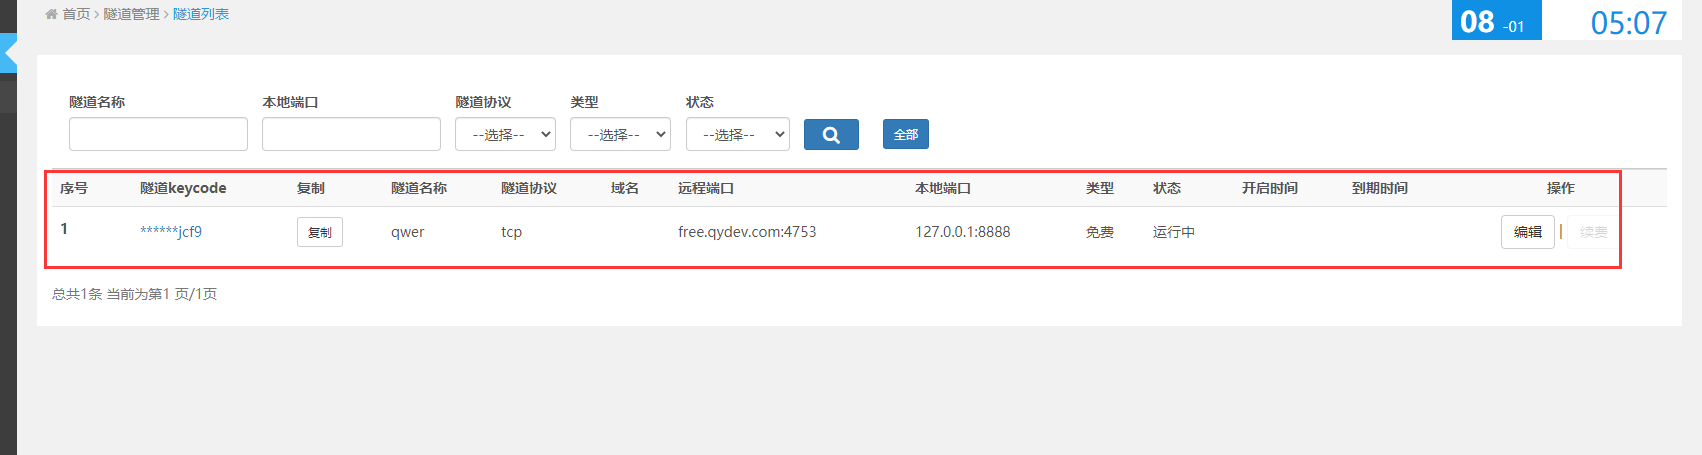 首页 > 隧道管理 > 隧道列表
08 -01 05:07
隧道名称 本地端口 隧道协议 类型 状态
--选择-- --选择-- --选择-- 全部
序号 隧道keycode 复制 隧道名称 隧道协议 域名 远程端口 本地端口 类型 状态 开启时间 到期时间 操作
1 ******jcf9 复制 qwer tcp free.qydev.com:4753 127.0.0.1:8888 免费 运行中 编辑 | 续费
总共1条 当前为第1 页/1页